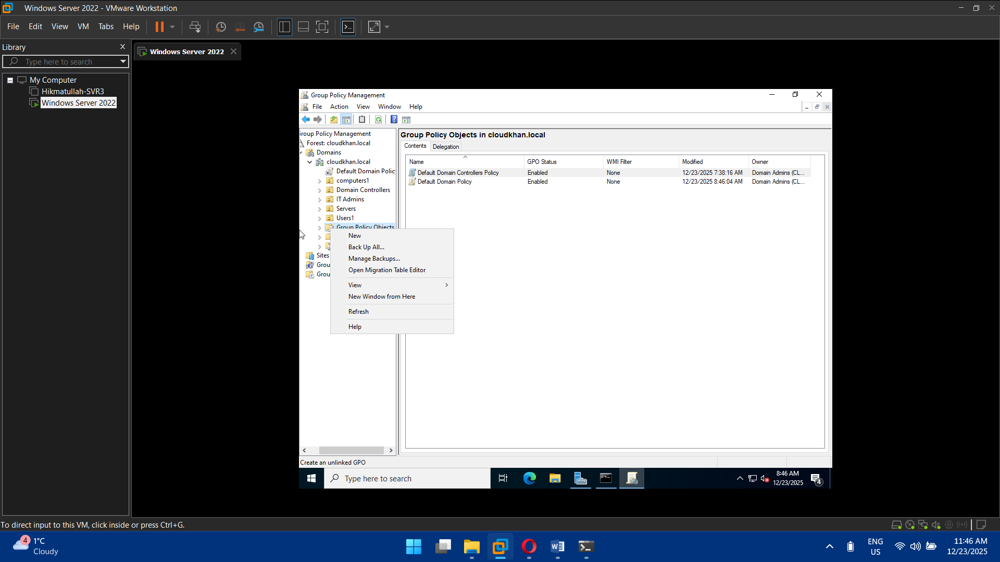 Windows Server 2022 - VMware Workstation
File Edit View VM Tabs Help
Library
Windows Server 2022
Type here to search
My Computer
Hikmatullah-SVR3
Windows Server 2022
Group Policy Management
File Action View Window Help
roup Policy Management
Forest: cloudkhan.local
Domains
cloudkhan.local
Default Domain Polic
computers1
Domain Controllers
IT Admins
Servers
Users1
Group Policy Objects
Sites
Grou
Grou
New
Back Up All...
Manage Backups...
Open Migration Table Editor
View
New Window from Here
Refresh
Help
Group Policy Objects in cloudkhan.local
Contents Delegation
Name GPO Status WMI Filter Modified Owner
Default Domain Controllers Policy Enabled None 12/23/2025 7:38:16 AM Domain Admins (CL...
Default Domain Policy Enabled None 12/23/2025 8:46:04 AM Domain Admins (CL...
Create an unlinked GPO
Type here to search
8:46 AM
12/23/2025
4
To direct input to this VM, click inside or press Ctrl+G.
4
1°C
Cloudy
ENG
US
11:46 AM
12/23/2025